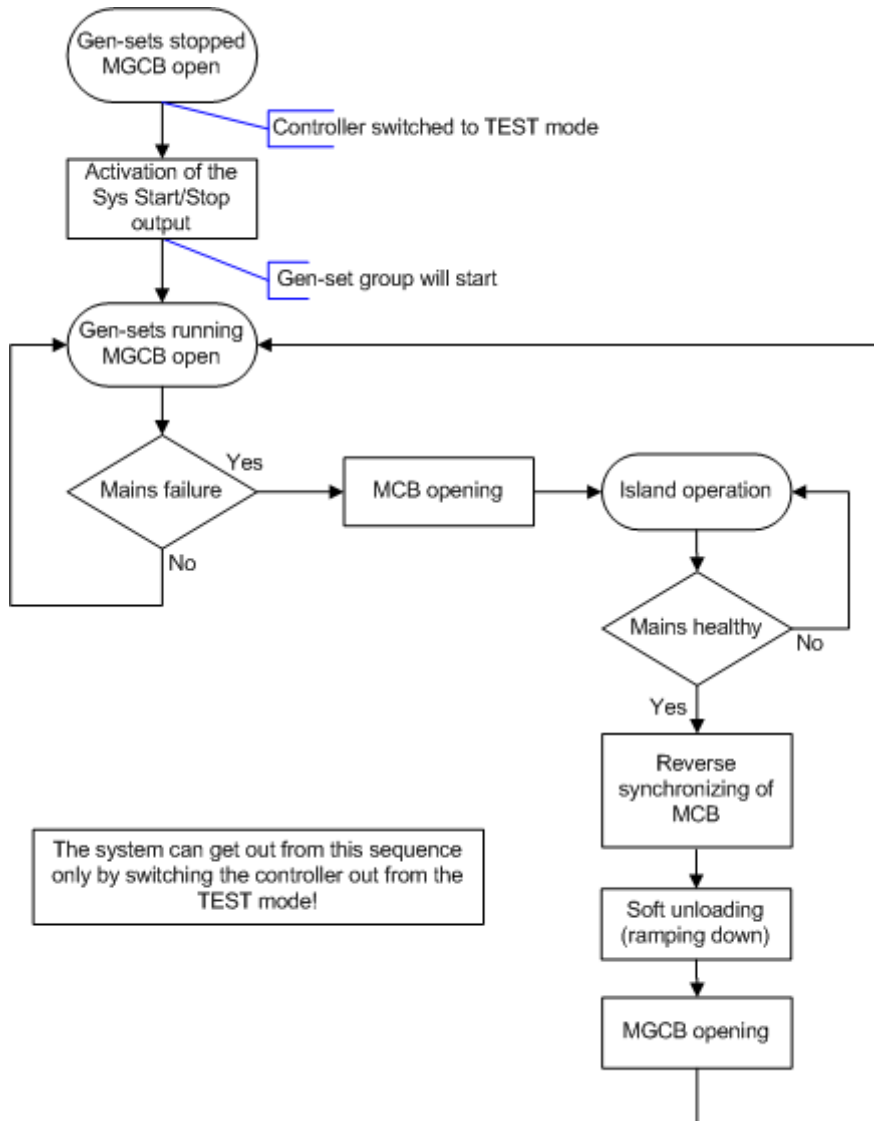 Gen-sets stopped
MGCB open
Controller switched to TEST mode
Activation of the
Sys Start/Stop
output
Gen-set group will start
Gen-sets running
MGCB open
Mains failure
Yes
No
MCB opening
Island operation
Mains healthy
No
Yes
Reverse
synchronizing of
MCB
The system can get out from this sequence
only by switching the controller out from the
TEST mode!
Soft unloading
(ramping down)
MGCB opening